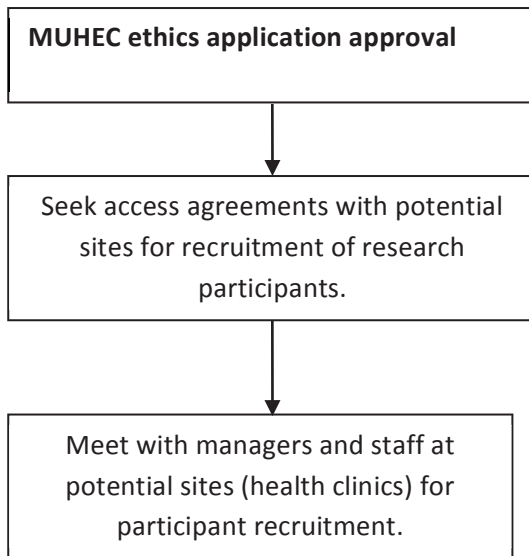 MUHEC ethics application approval
Seek access agreements with potential
sites for recruitment of research
participants.
Meet with managers and staff at
potential sites (health clinics) for
participant recruitment.